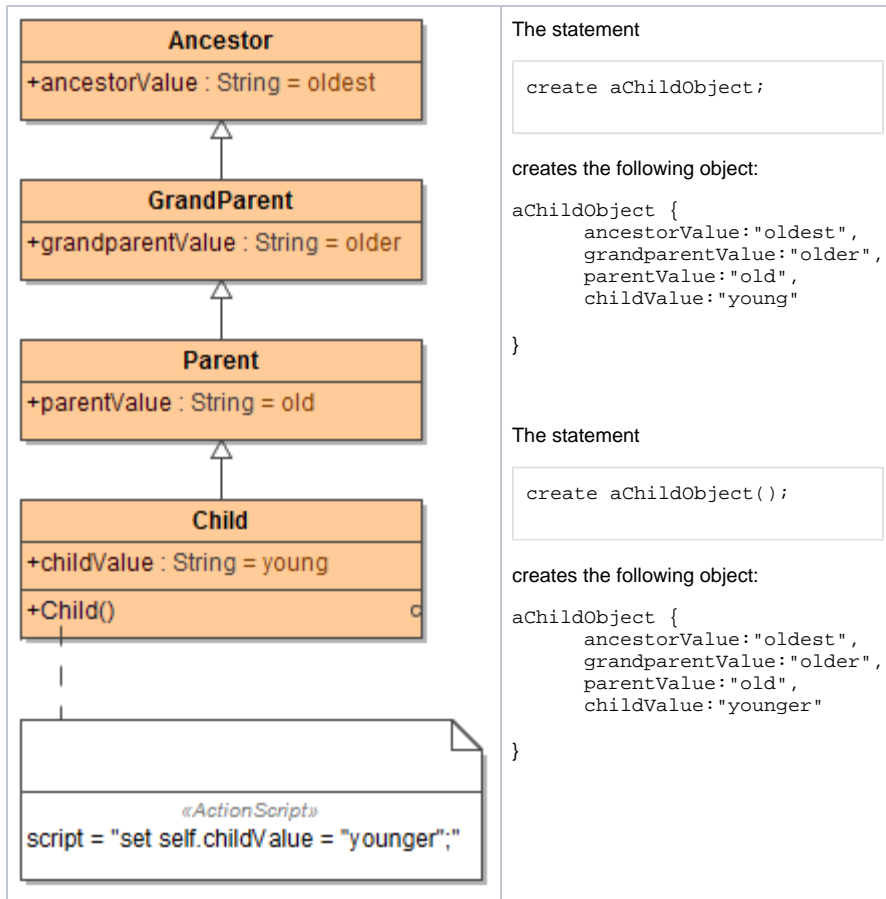 Ancestor
+ancestorValue : String = oldest
GrandParent
+grandparentValue : String = older
Parent
+parentValue : String = old
Child
+childValue : String = young
+Child()
«ActionScript»
script = "set self.childValue = "younger";"
The statement
create aChildObject;
creates the following object:
aChildObject {
ancestorValue:"oldest",
grandparentValue:"older",
parentValue:"old",
childValue:"young"
}
The statement
create aChildObject();
creates the following object:
aChildObject {
ancestorValue:"oldest",
grandparentValue:"older",
parentValue:"old",
childValue:"younger"
}